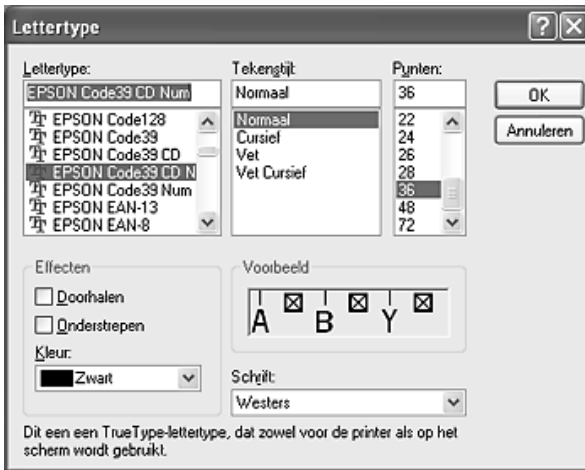 Lettertype
Lettertype: Tekenstijl: Punten:
EPSON Code39 CD Num Normaal 36 OK
EPSON Code128 Normaal 22 Annuleren
EPSON Code39 Cursief 24
EPSON Code39 CD Vet 26
EPSON Code39 CD N Vet Cursief 28
EPSON Code39 Num 36
EPSON EAN-13 48
EPSON EAN-8 72
Effecten Voorbeeld
Doorhalen
Onderstrepen
A B Y
Kleur:
Zwart
Schrift:
Westers
Dit een een TrueType-lettertype, dat zowel voor de printer als op het
scherm wordt gebruikt.